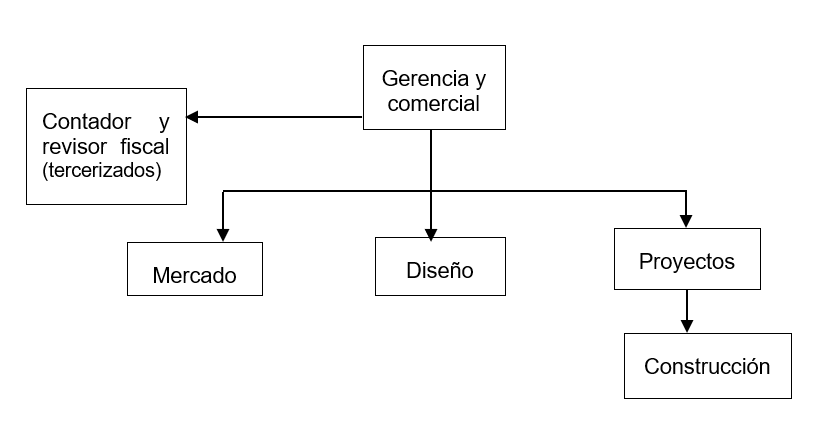 Gerencia y
comercial
Contador y
revisor fiscal
(tercerizados)
Mercado
Diseño
Proyectos
Construcción